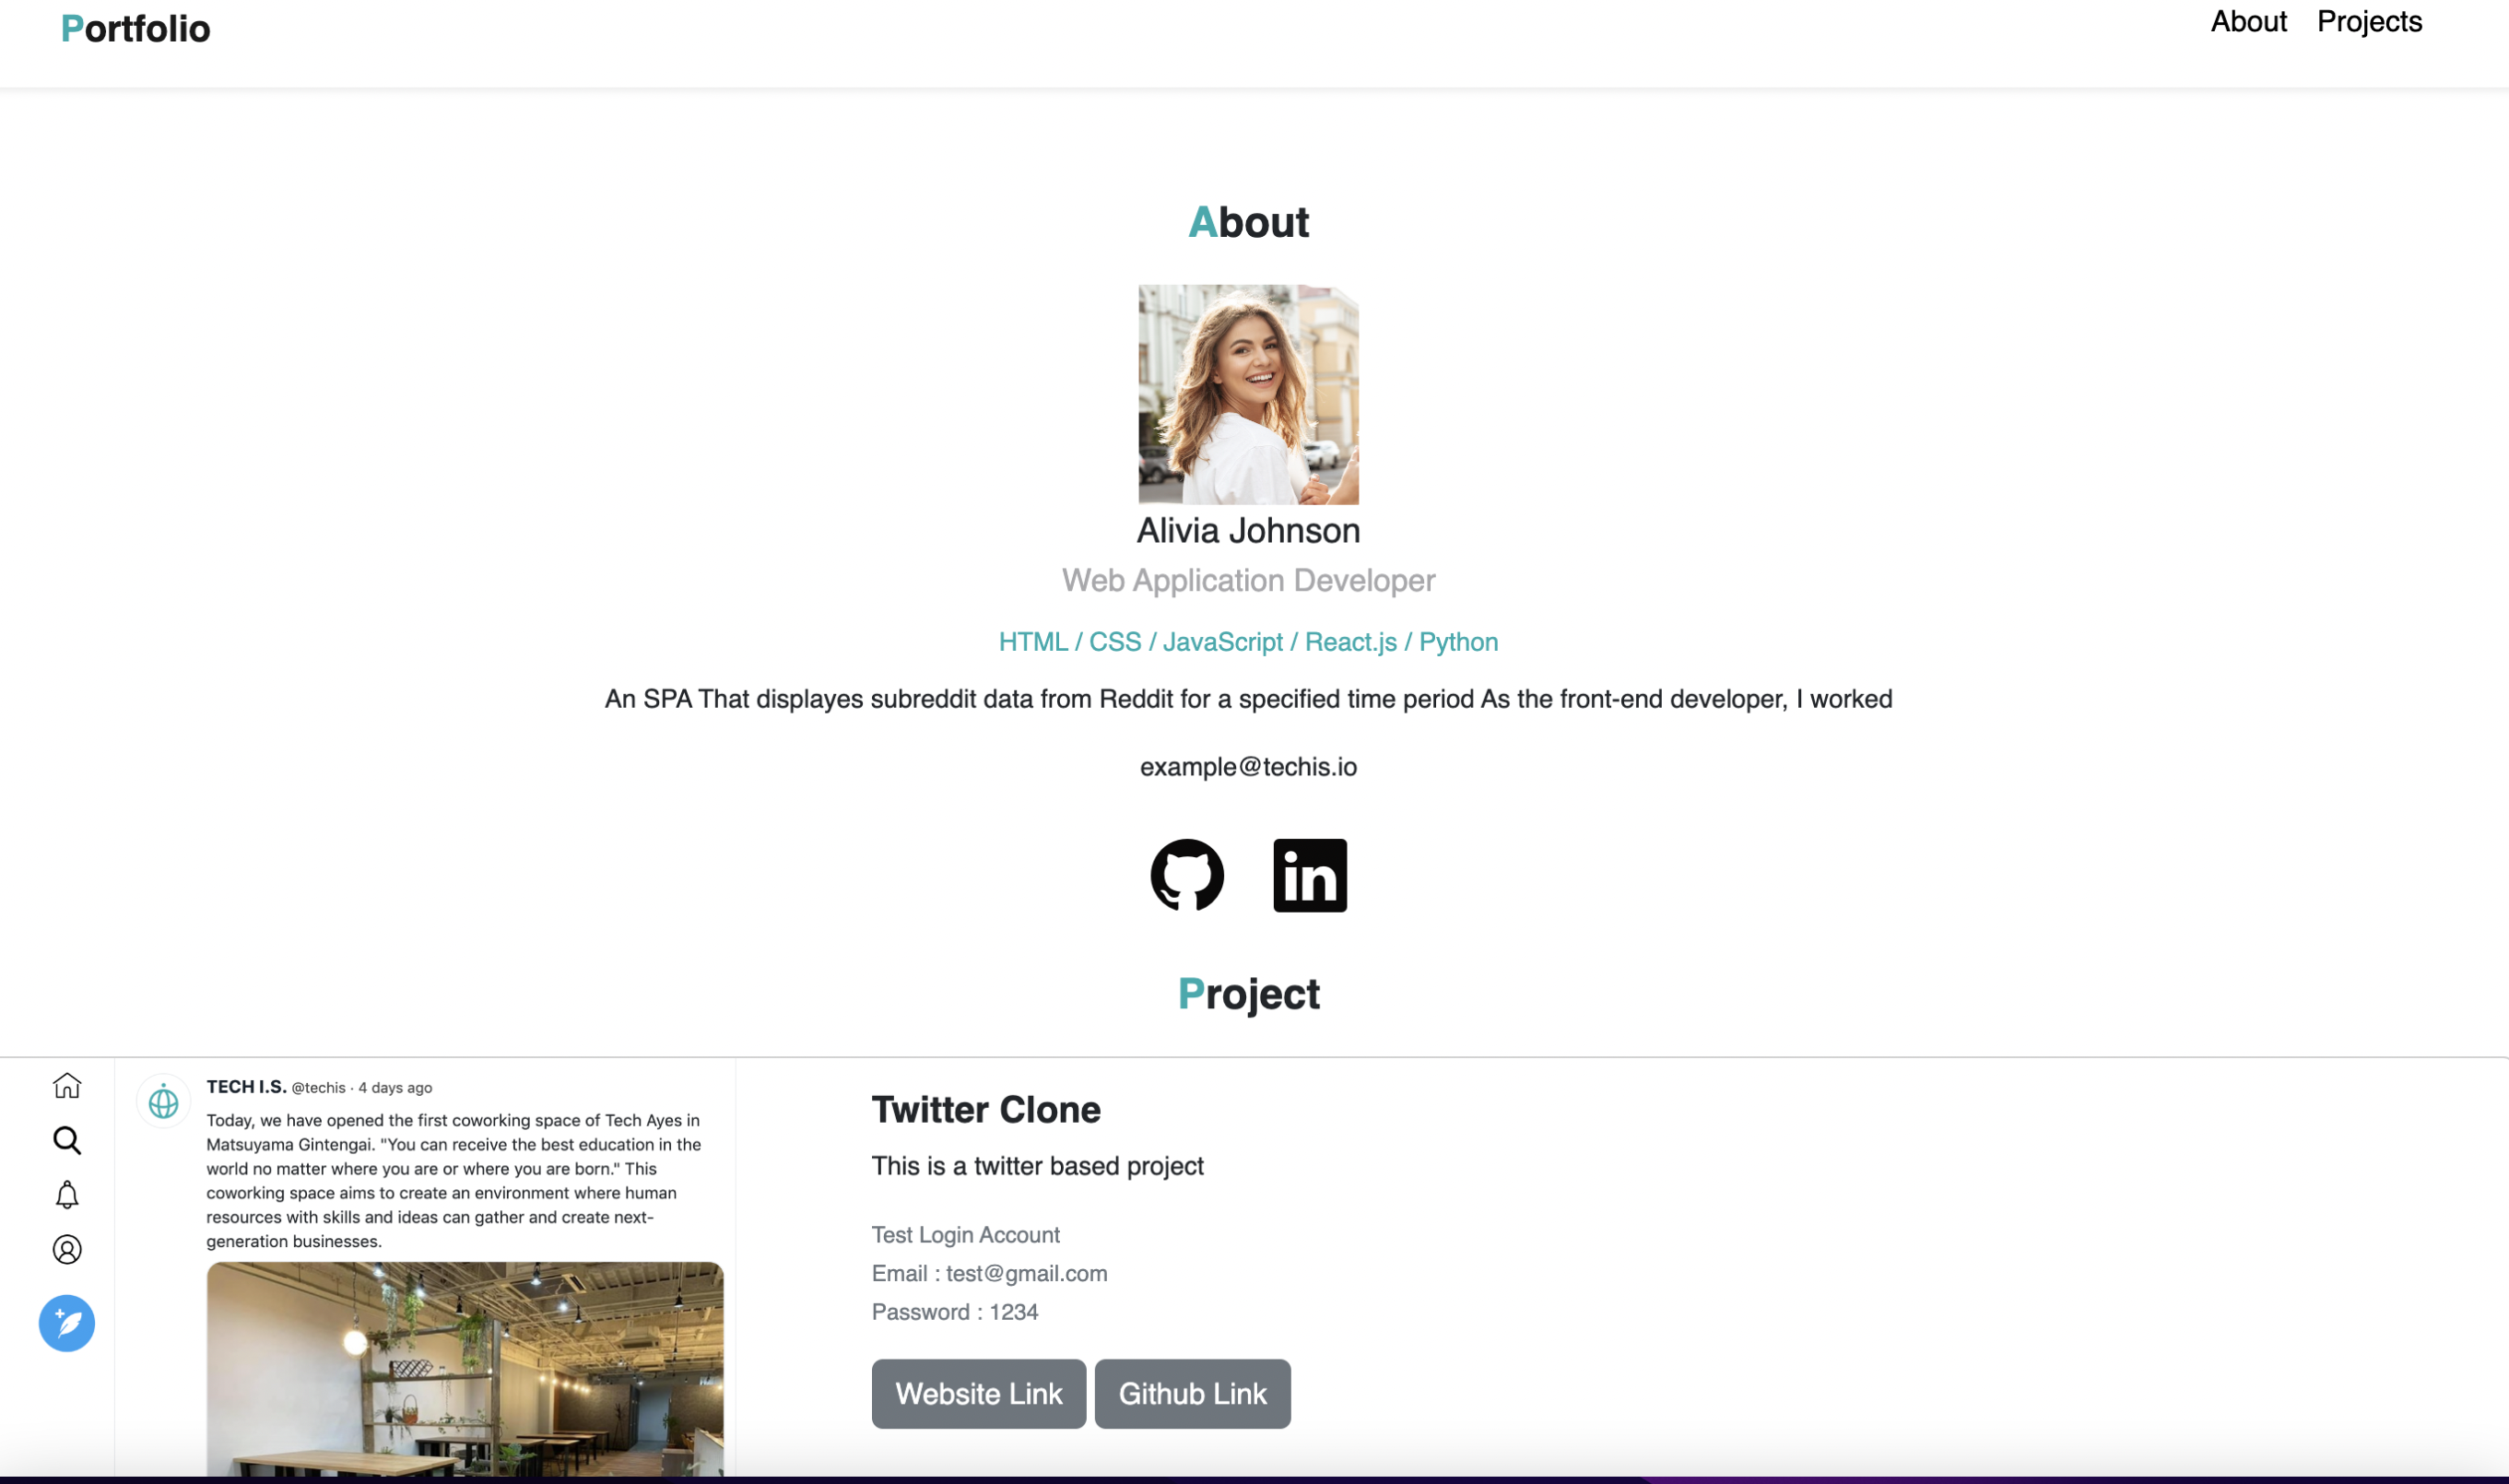 Portfolio
About Projects
About
Alivia Johnson
Web Application Developer
HTML / CSS / JavaScript / React.js / Python
An SPA That displayes subreddit data from Reddit for a specified time period As the front-end developer, I worked
example@techis.io
in
Project
TECH I.S. @techis · 4 days ago
Today, we have opened the first coworking space of Tech Ayes in
Matsuyama Gintengai. "You can receive the best education in the
world no matter where you are or where you are born." This
coworking space aims to create an environment where human
resources with skills and ideas can gather and create next-
generation businesses.
Twitter Clone
This is a twitter based project
Test Login Account
Email : test@gmail.com
Password : 1234
Website Link Github Link